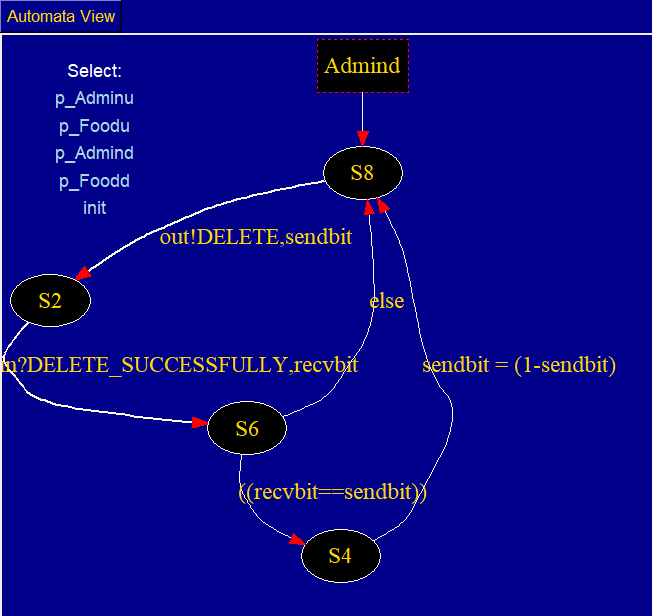 Automata View
Select:
p_Adminu
p_Foodu
p_Admind
p_Foodd
init
Admind
S8
out!DELETE,sendbit
S2
else
n?DELETE_SUCCESSFULLY,recvbit
sendbit = (1-sendbit)
S6
((recvbit==sendbit))
S4